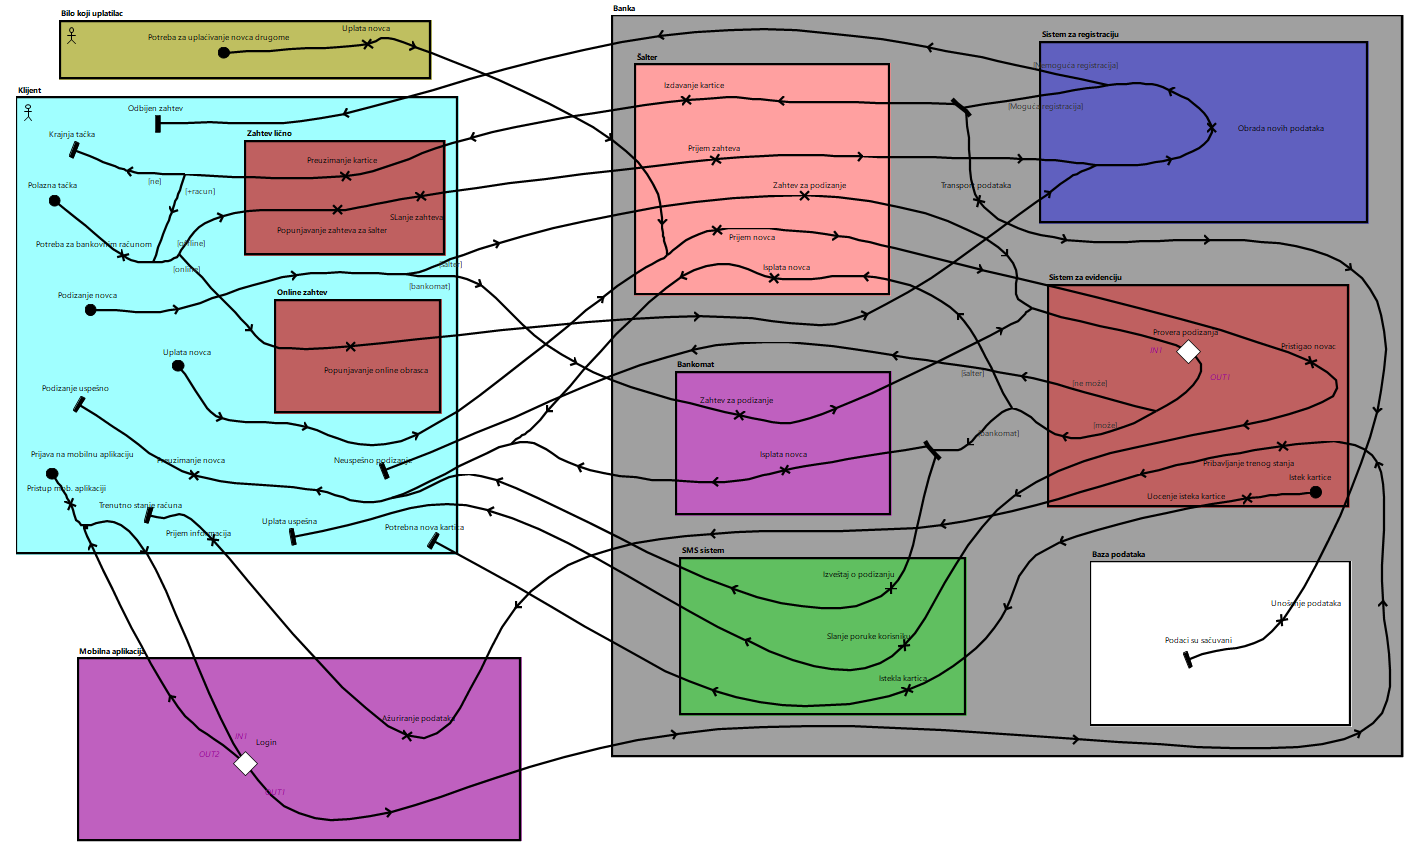 Bilo koji uplatilac
Potreba za uplaćivanje novca drugome
Uplata novca
Klijent
Odbijen zahtev
Krajnja tačka
Polazna tačka
[ne]
[+racun]
Potreba za bankovnim računom
[offline]
[online]
Zahtev lično
Preuzimanje kartice
SLanje zahteva
Popunjavanje zahteva za šalter
[šalter]
[bankomat]
Podizanje novca
Online zahtev
Popunjavanje online obrasca
Uplata novca
Podizanje uspešno
Prijava na mobilnu aplikaciju
Preuzimanje novca
Neuspešno podizanje
Pristup mob. aplikaciji
Trenutno stanje računa
Prijem informacija
Uplata uspešna
Potrebna nova kartica
Mobilna aplikacija
Ažuriranje podataka
IN1
Login
OUT2
OUT1
Banka
Šalter
Izdavanje kartice
Prijem zahteva
Zahtev za podizanje
Prijem novca
Isplata novca
Sistem za registraciju
[Nemoguća registracija]
[Moguća registracija]
Obrada novih podataka
Transport podataka
Sistem za evidenciju
Provera podizanja
IN1
OUT1
Pristigao novac
[ne može]
[može]
[šalter]
[bankomat]
Pribavljanje trenog stanja
Istek kartice
Uocenje isteka kartice
Bankomat
Zahtev za podizanje
Isplata novca
SMS sistem
Izveštaj o podizanju
Slanje poruke korisniku
Istekla kartica
Baza podataka
Unošenje podataka
Podaci su sačuvani